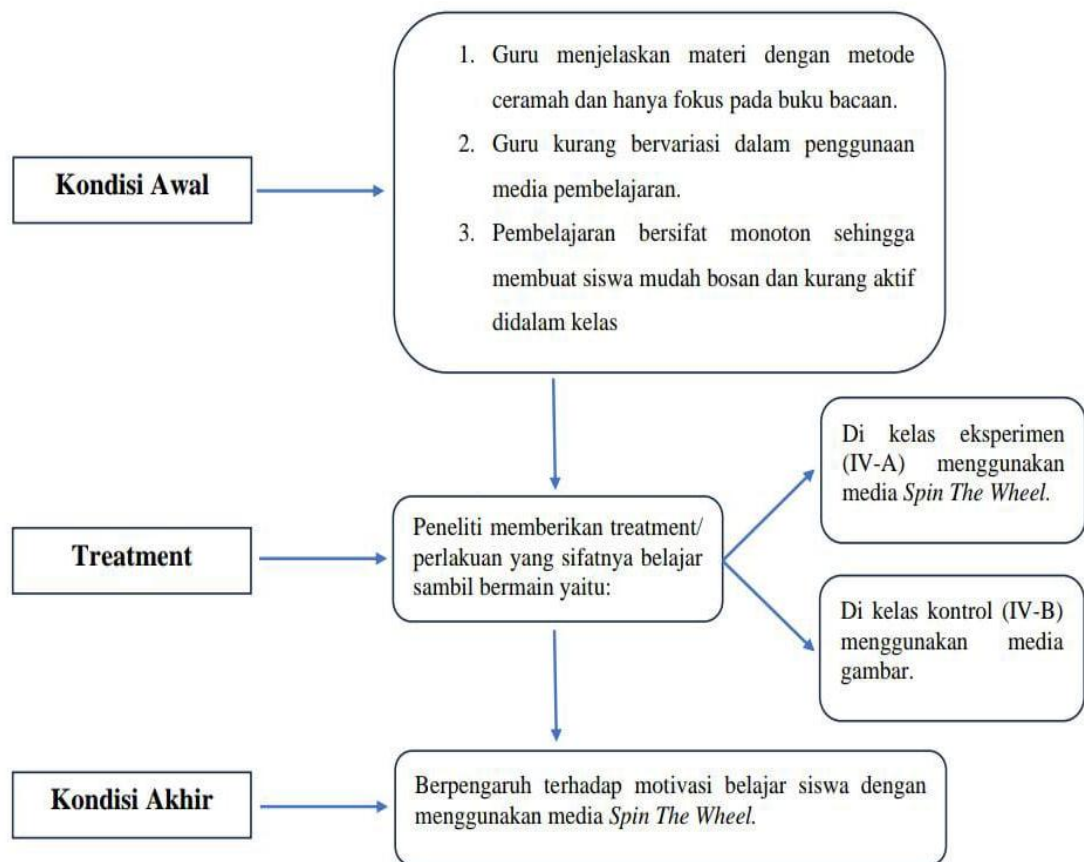 1. Guru menjelaskan materi dengan metode
ceramah dan hanya fokus pada buku bacaan.
2. Guru kurang bervariasi dalam penggunaan
media pembelajaran.
3. Pembelajaran bersifat monoton sehingga
membuat siswa mudah bosan dan kurang aktif
didalam kelas
Kondisi Awal
Di kelas eksperimen
(IV-A) menggunakan
media Spin The Wheel.
Treatment
Peneliti memberikan treatment/
perlakuan yang sifatnya belajar
sambil bermain yaitu:
Di kelas kontrol (IV-B)
menggunakan media
gambar.
Kondisi Akhir
Berpengaruh terhadap motivasi belajar siswa dengan
menggunakan media Spin The Wheel.